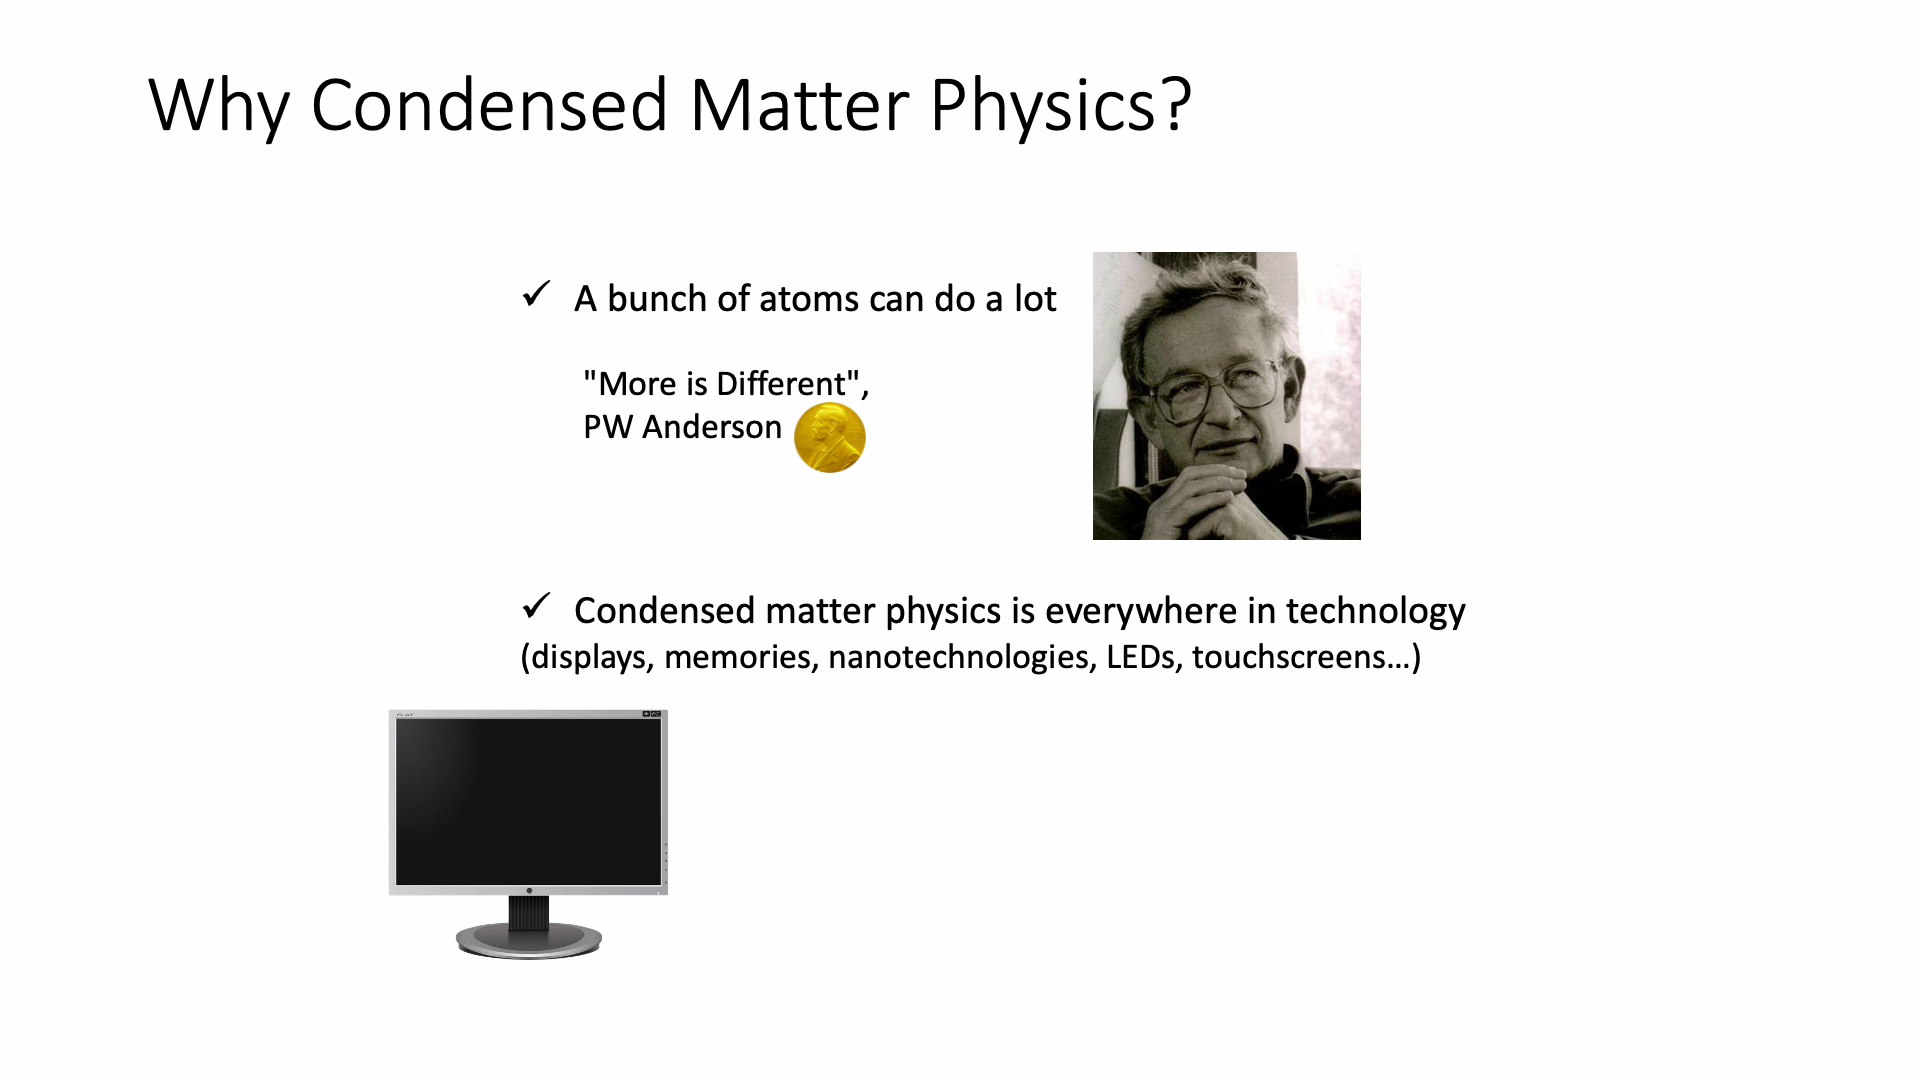 Why Condensed Matter Physics?
✓ A bunch of atoms can do a lot
"More is Different",
PW Anderson
✓ Condensed matter physics is everywhere in technology
(displays, memories, nanotechnologies, LEDs, touchscreens…)
FLAT